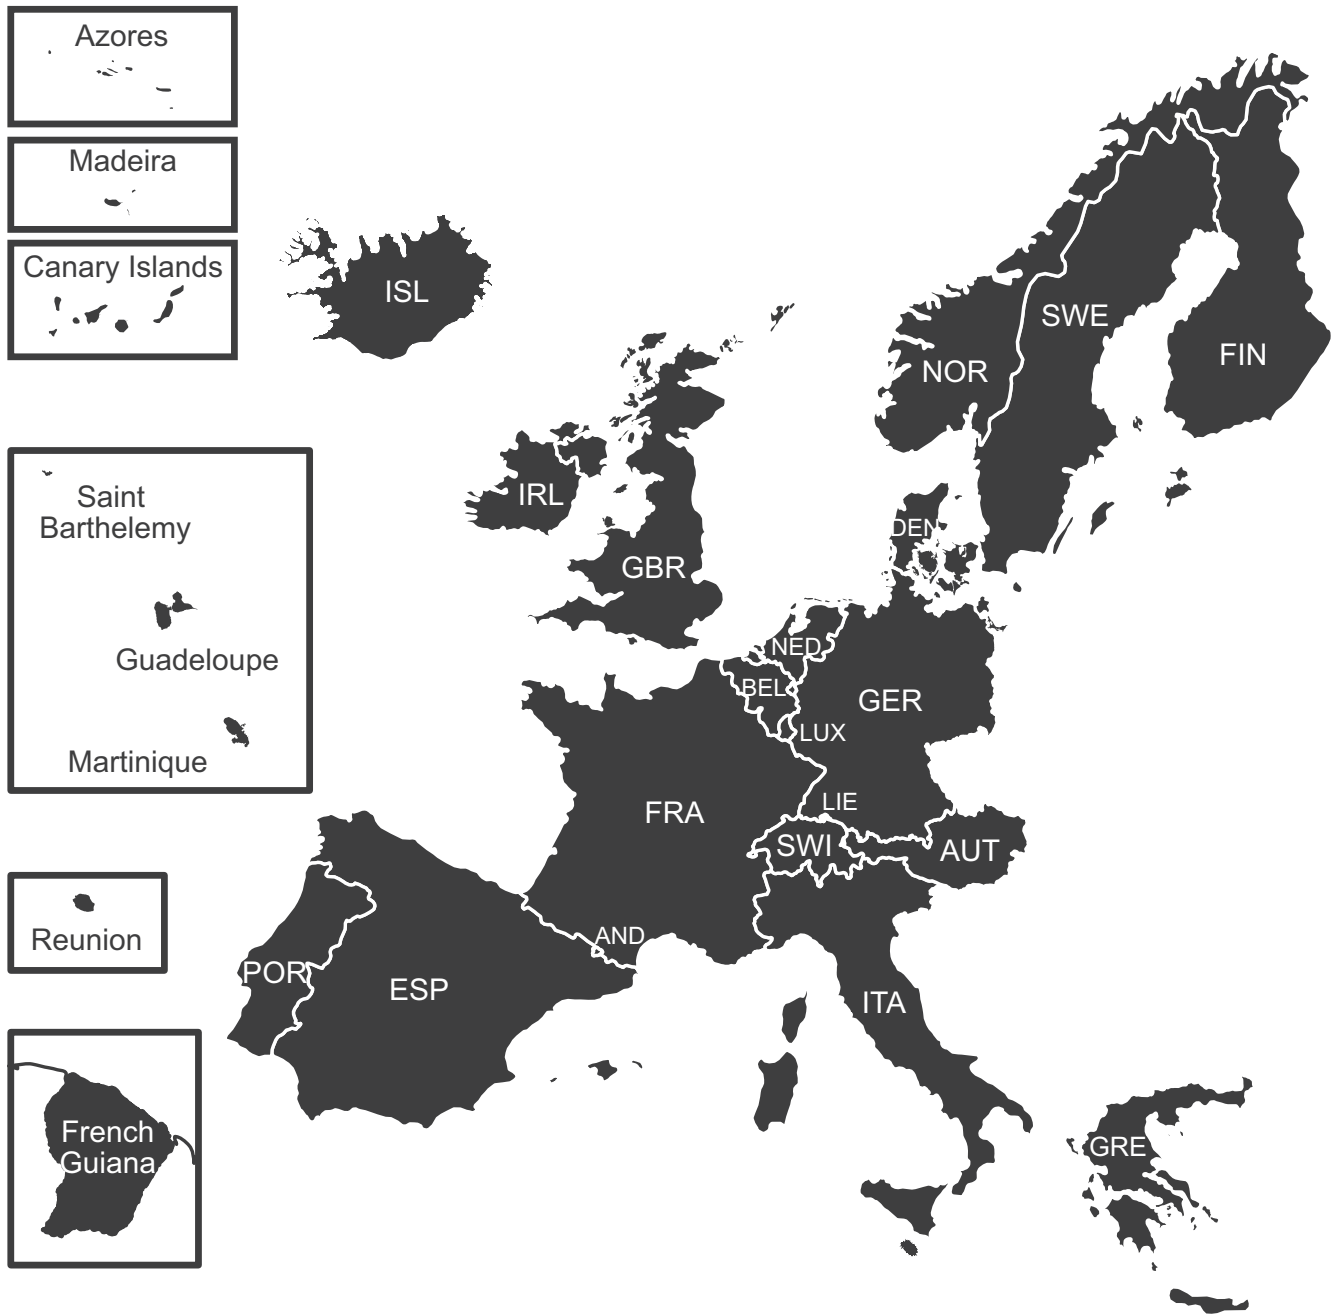 Azores
Madeira
Canary Islands
ISL
SWE
NOR
FIN
Saint
Barthelemy
IRL
DEN
GBR
Guadeloupe
NED
BEL
GER
LUX
Martinique
LIE
FRA
SWI
AUT
Reunion
AND
POR
ESP
ITA
French
Guiana
GRE